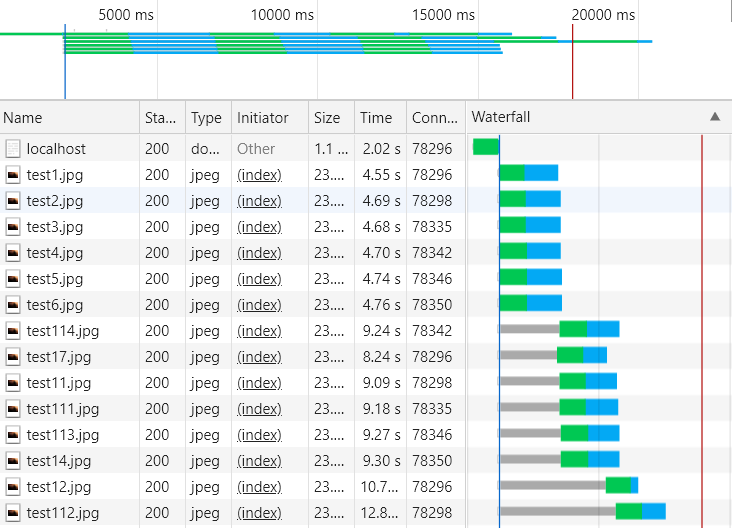 5000 ms 10000 ms 15000 ms 20000 ms
Name Sta... Type Initiator Size Time Conn... Waterfall
localhost 200 do... Other 1.1 ... 2.02 s 78296
test1.jpg 200 jpeg (index) 23.... 4.55 s 78296
test2.jpg 200 jpeg (index) 23.... 4.69 s 78298
test3.jpg 200 jpeg (index) 23.... 4.68 s 78335
test4.jpg 200 jpeg (index) 23.... 4.70 s 78342
test5.jpg 200 jpeg (index) 23.... 4.74 s 78346
test6.jpg 200 jpeg (index) 23.... 4.76 s 78350
test114.jpg 200 jpeg (index) 23.... 9.24 s 78342
test17.jpg 200 jpeg (index) 23.... 8.24 s 78296
test11.jpg 200 jpeg (index) 23.... 9.09 s 78298
test111.jpg 200 jpeg (index) 23.... 9.18 s 78335
test113.jpg 200 jpeg (index) 23.... 9.27 s 78346
test14.jpg 200 jpeg (index) 23.... 9.30 s 78350
test12.jpg 200 jpeg (index) 23.... 10.7... 78296
test112.jpg 200 jpeg (index) 23.... 12.8... 78298